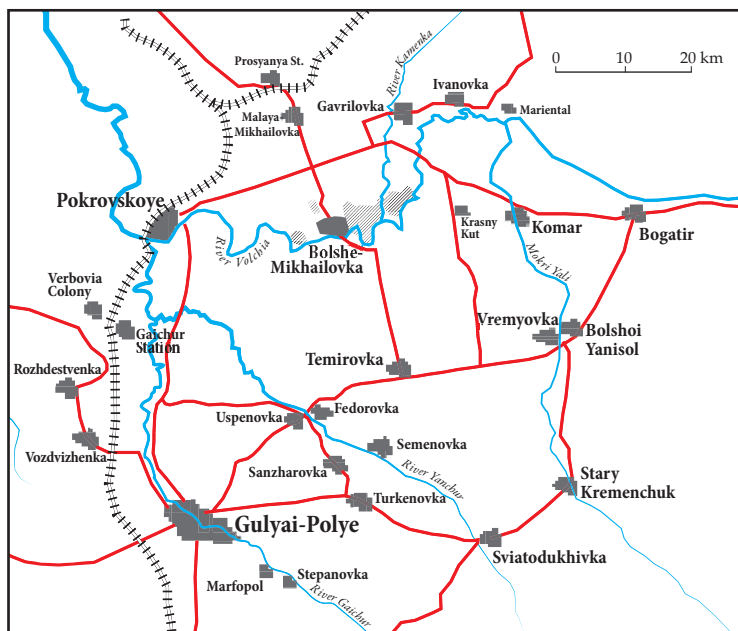 Prosyanya St.
River Kamenka
Ivanovka
0 10 20 km
Gavrilovka
Mariental
Malaya
Mikhailovka
Pokrovskoye
Krasny
Kut
Komar
Bogatir
River Volchia
Bolshe-
Mikhailovka
Mokri Yali
Verbovia
Colony
Gaichur
Station
Vremyovka
Bolshoi
Yanisol
Rozhdestvenka
Temirovka
Uspenovka
Fedorovka
Vozdvizhenka
Semenovka
Sanzharovka
River Yanchur
Stary
Kremenchuk
Turkenovka
Gulyai-Polye
Sviatodukhivka
Marfopol
Stepanovka
River Gaichur